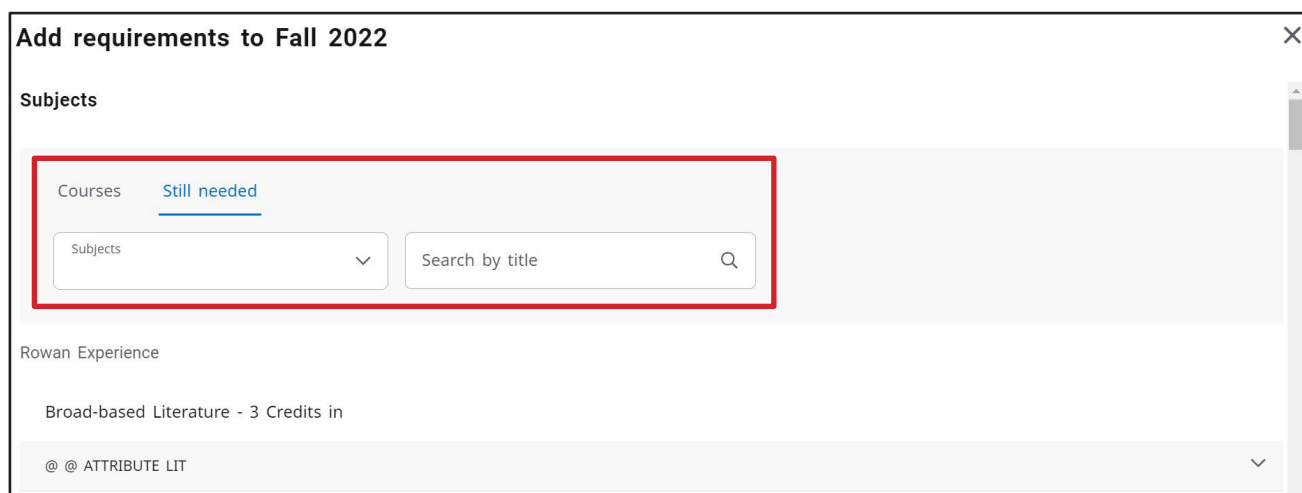 Add requirements to Fall 2022
Subjects
Courses Still needed
Subjects
Search by title
Rowan Experience
Broad-based Literature - 3 Credits in
@ @ ATTRIBUTE LIT